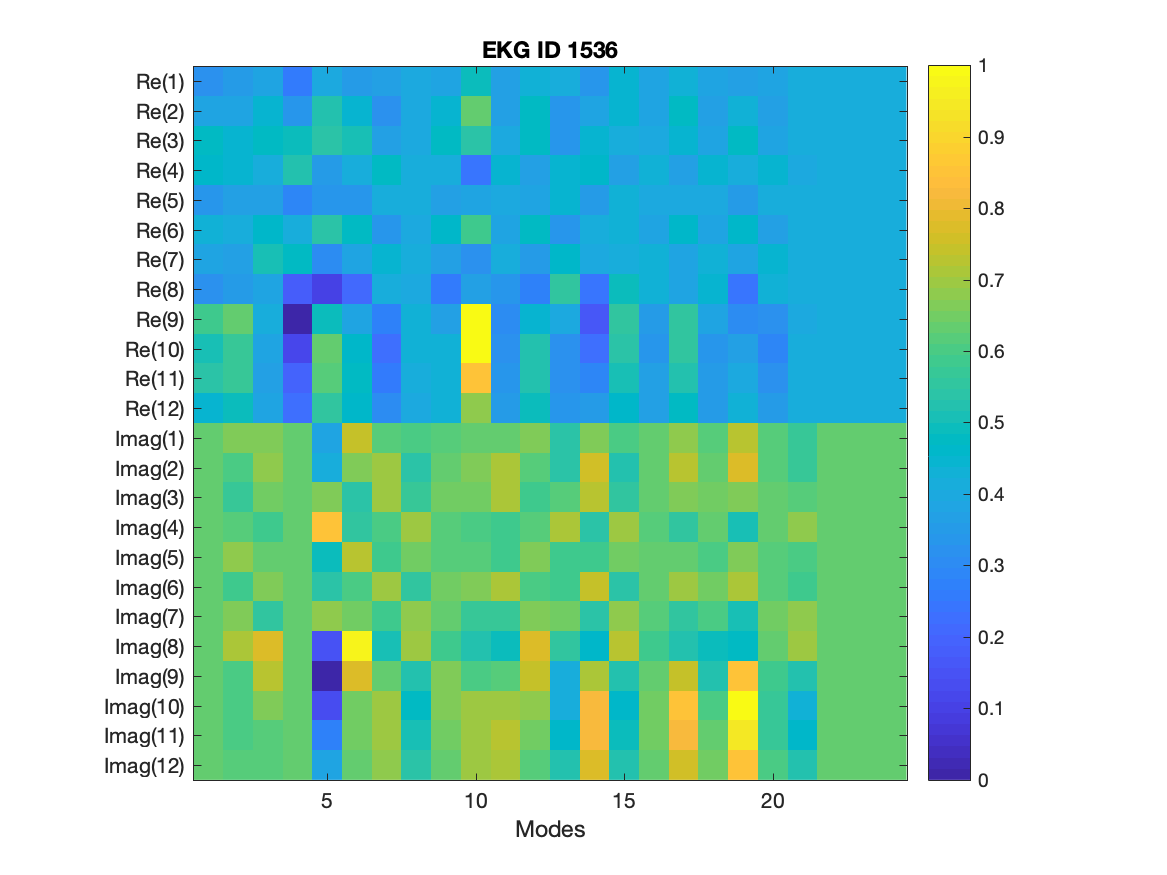 EKG ID 1536
Re(1)
Re(2)
Re(3)
Re(4)
Re(5)
Re(6)
Re(7)
Re(8)
Re(9)
Re(10)
Re(11)
Re(12)
Imag(1)
Imag(2)
Imag(3)
Imag(4)
Imag(5)
Imag(6)
Imag(7)
Imag(8)
Imag(9)
Imag(10)
Imag(11)
Imag(12)
5 10 15 20
Modes
1
0.9
0.8
0.7
0.6
0.5
0.4
0.3
0.2
0.1
0